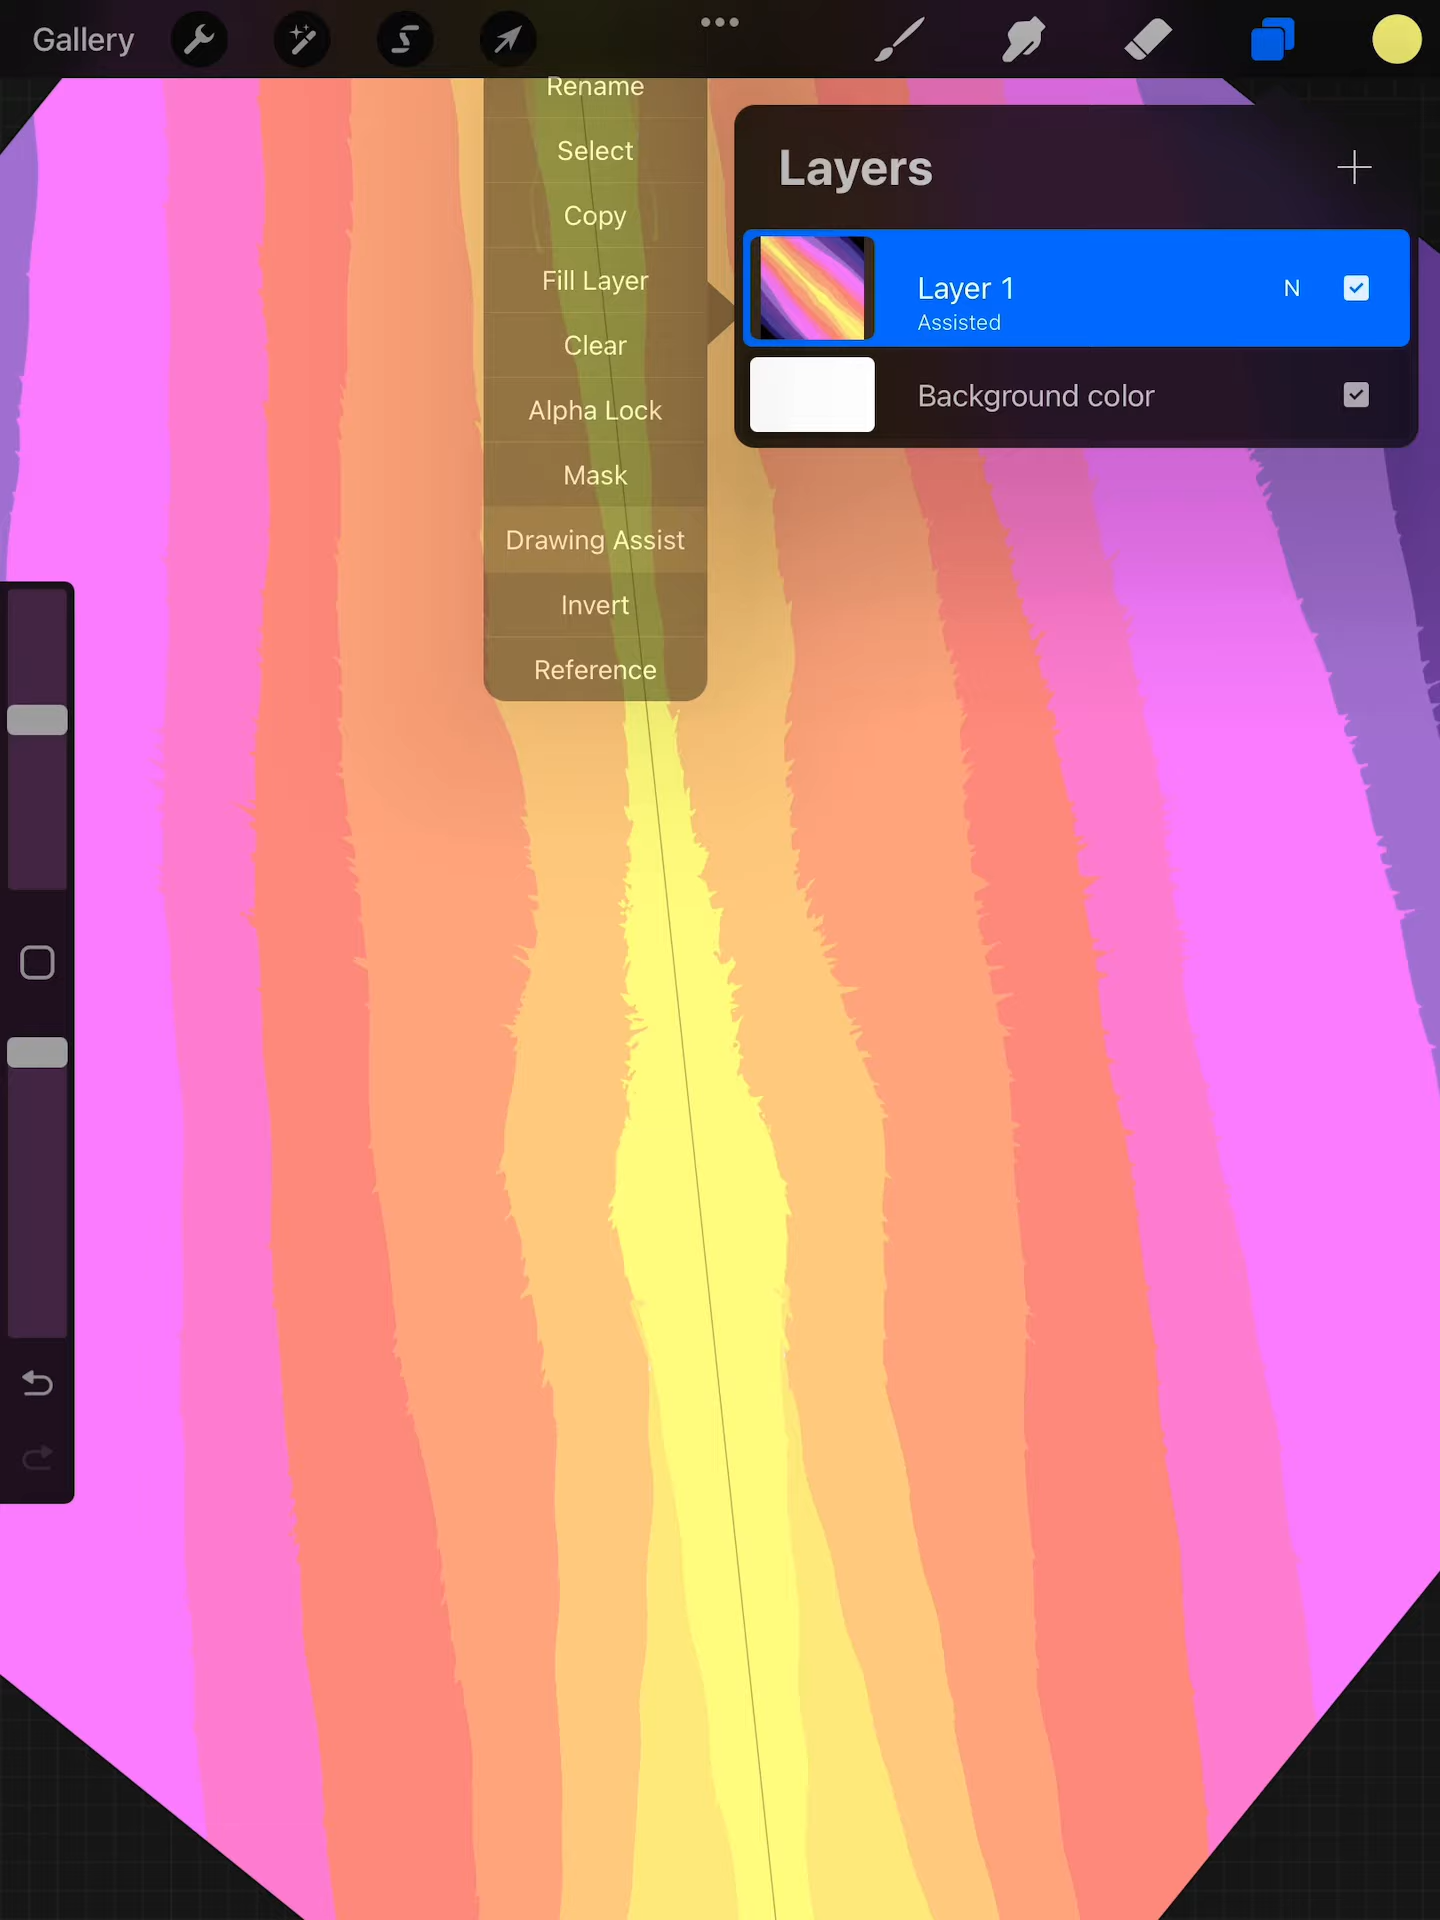 Gallery
Rename
Select
Copy
Fill Layer
Clear
Alpha Lock
Mask
Drawing Assist
Invert
Reference
Layers
Layer 1
N
Assisted
Background color